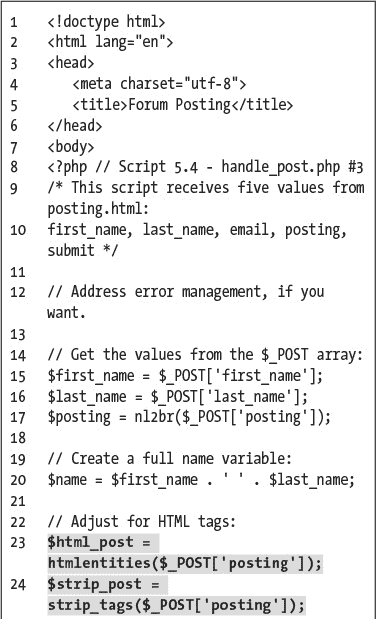 1 <!doctype html>
2 <html lang="en">
3 <head>
4 <meta charset="utf-8">
5 <title>Forum Posting</title>
6 </head>
7 <body>
8 <?php // Script 5.4 - handle_post.php #3
9 /* This script receives five values from
posting.html:
10 first_name, last_name, email, posting,
submit */
11
12 // Address error management, if you
want.
13
14 // Get the values from the $_POST array:
15 $first_name = $_POST['first_name'];
16 $last_name = $_POST['last_name'];
17 $posting = nl2br($_POST['posting']);
18
19 // Create a full name variable:
20 $name = $first_name . ' ' . $last_name;
21
22 // Adjust for HTML tags:
23 $html_post =
htmlentities($_POST['posting']);
24 $strip_post =
strip_tags($_POST['posting']);